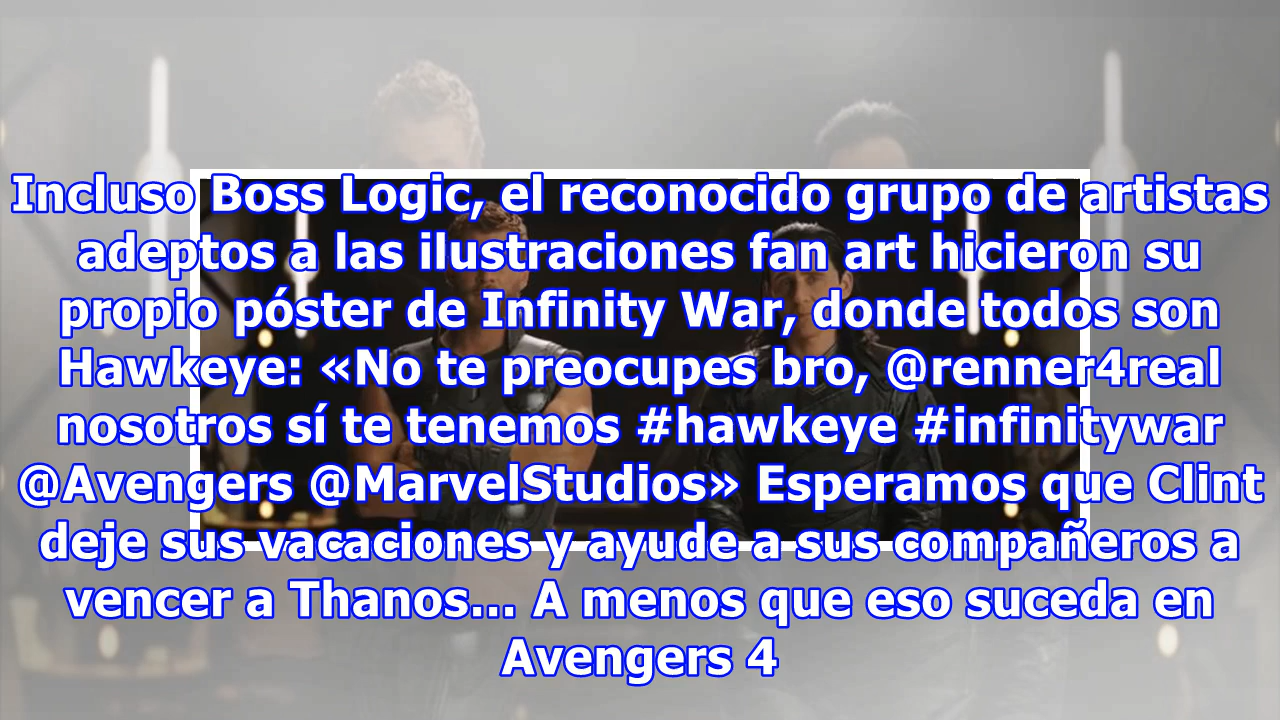 Incluso Boss Logic, el reconocido grupo de artistas
adeptos a las ilustraciones fan art hicieron su
propio póster de Infinity War, donde todos son
Hawkeye: «No te preocupes bro, @renner4real
nosotros sí te tenemos #hawkeye #infinitywar
@Avengers @MarvelStudios» Esperamos que Clint
deje sus vacaciones y ayude a sus compañeros a
vencer a Thanos... A menos que eso suceda en
Avengers 4